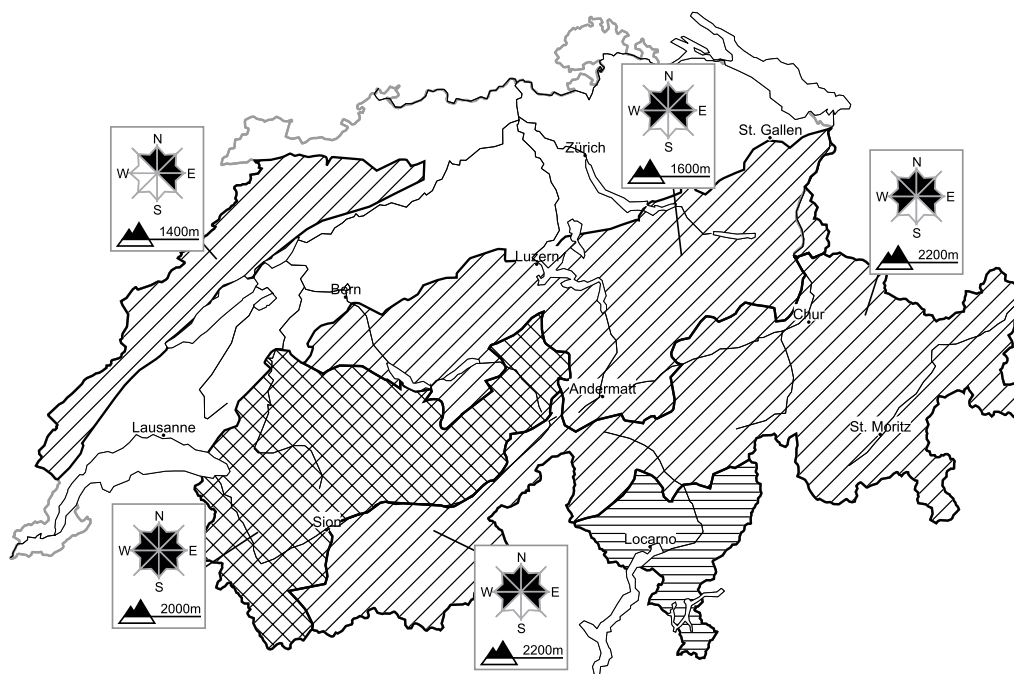 N
W E
S
1600m
St. Gallen
Zürich
N
W E
S
1400m
N
W E
S
2200m
Luzern
Bern
Chur
Andermatt
Lausanne
St. Moritz
Sion
Locarno
N
W E
S
2000m
N
W E
S
2200m